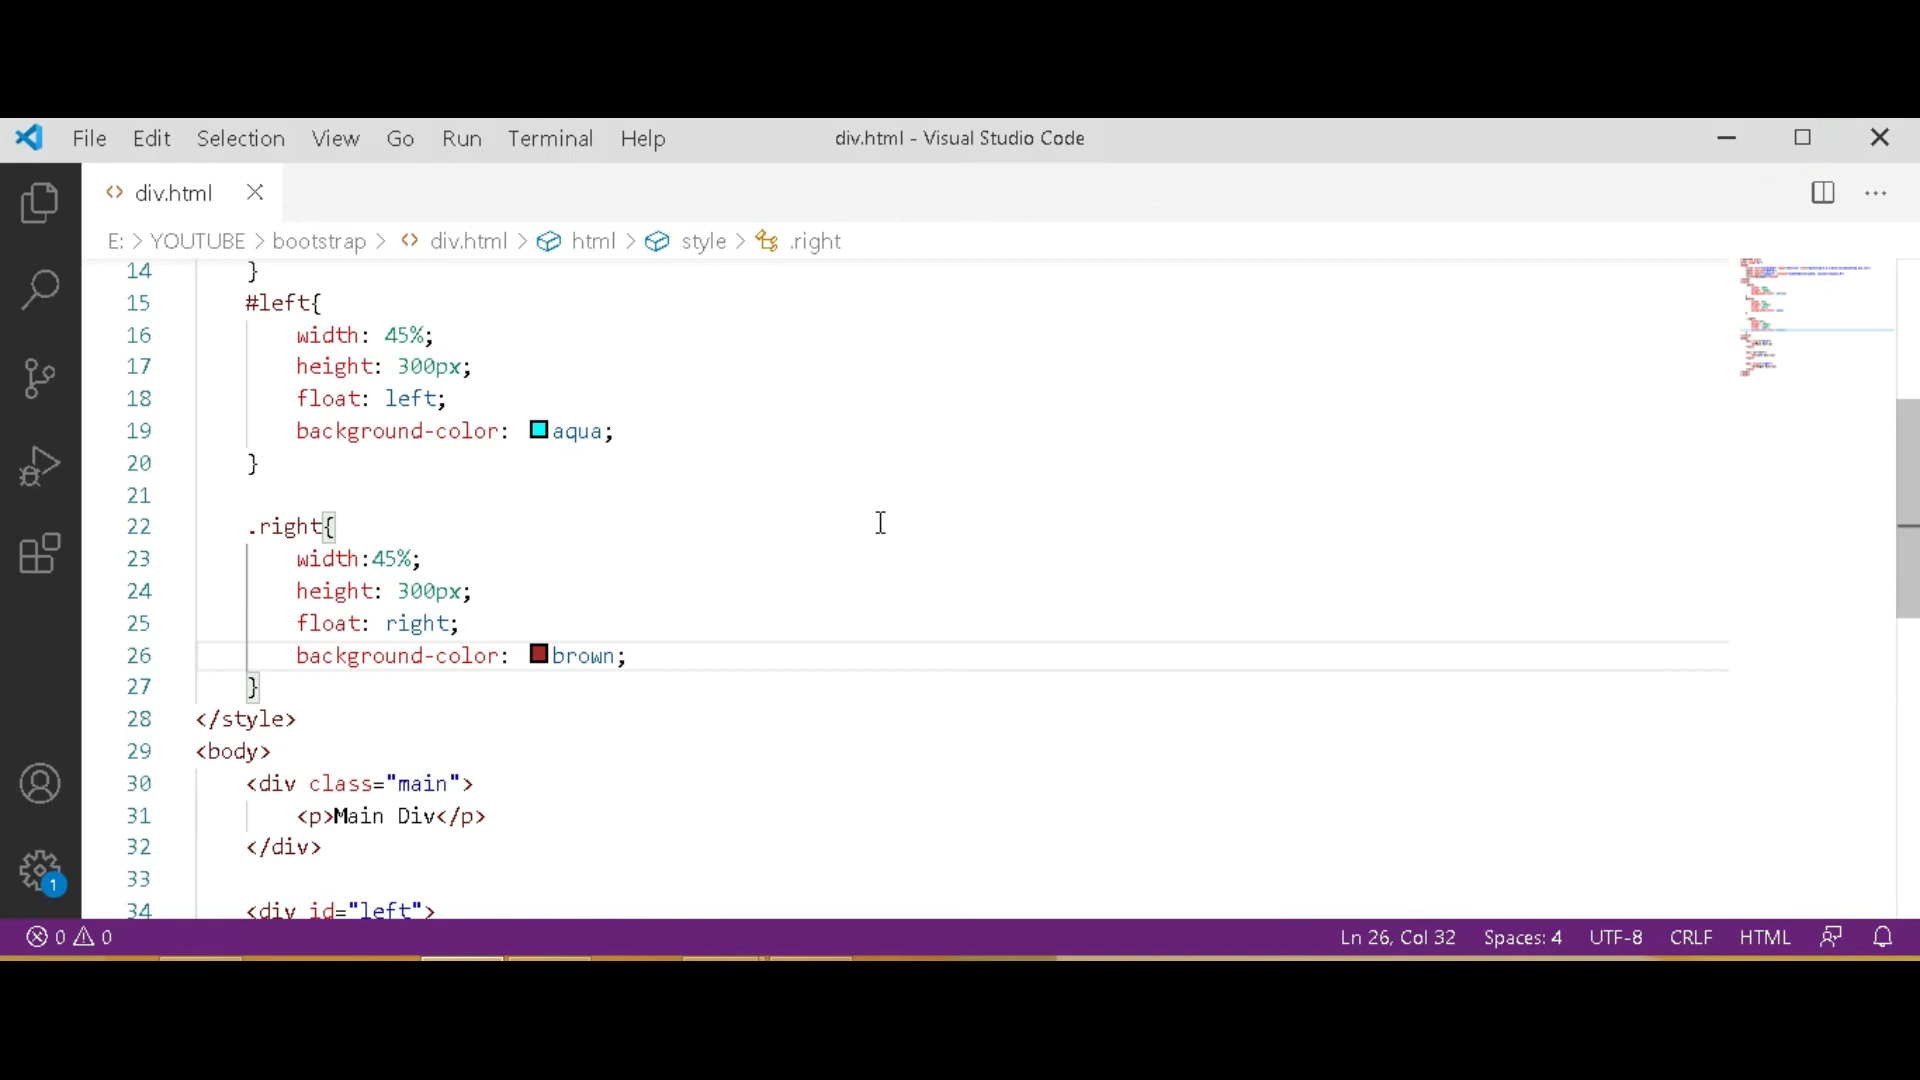 File Edit Selection View Go Run Terminal Help div.html - Visual Studio Code
div.html
E: > YOUTUBE > bootstrap > div.html > html > style > .right
14 }
15 #left{
16 width: 45%;
17 height: 300px;
18 float: left;
19 background-color: aqua;
20 }
21
22 .right{
23 width:45%;
24 height: 300px;
25 float: right;
26 background-color: brown;
27 }
28 </style>
29 <body>
30 <div class="main">
31 <p>Main Div</p>
32 </div>
33
34 <div id="left">
1
0 0 Ln 26, Col 32 Spaces: 4 UTF-8 CRLF HTML